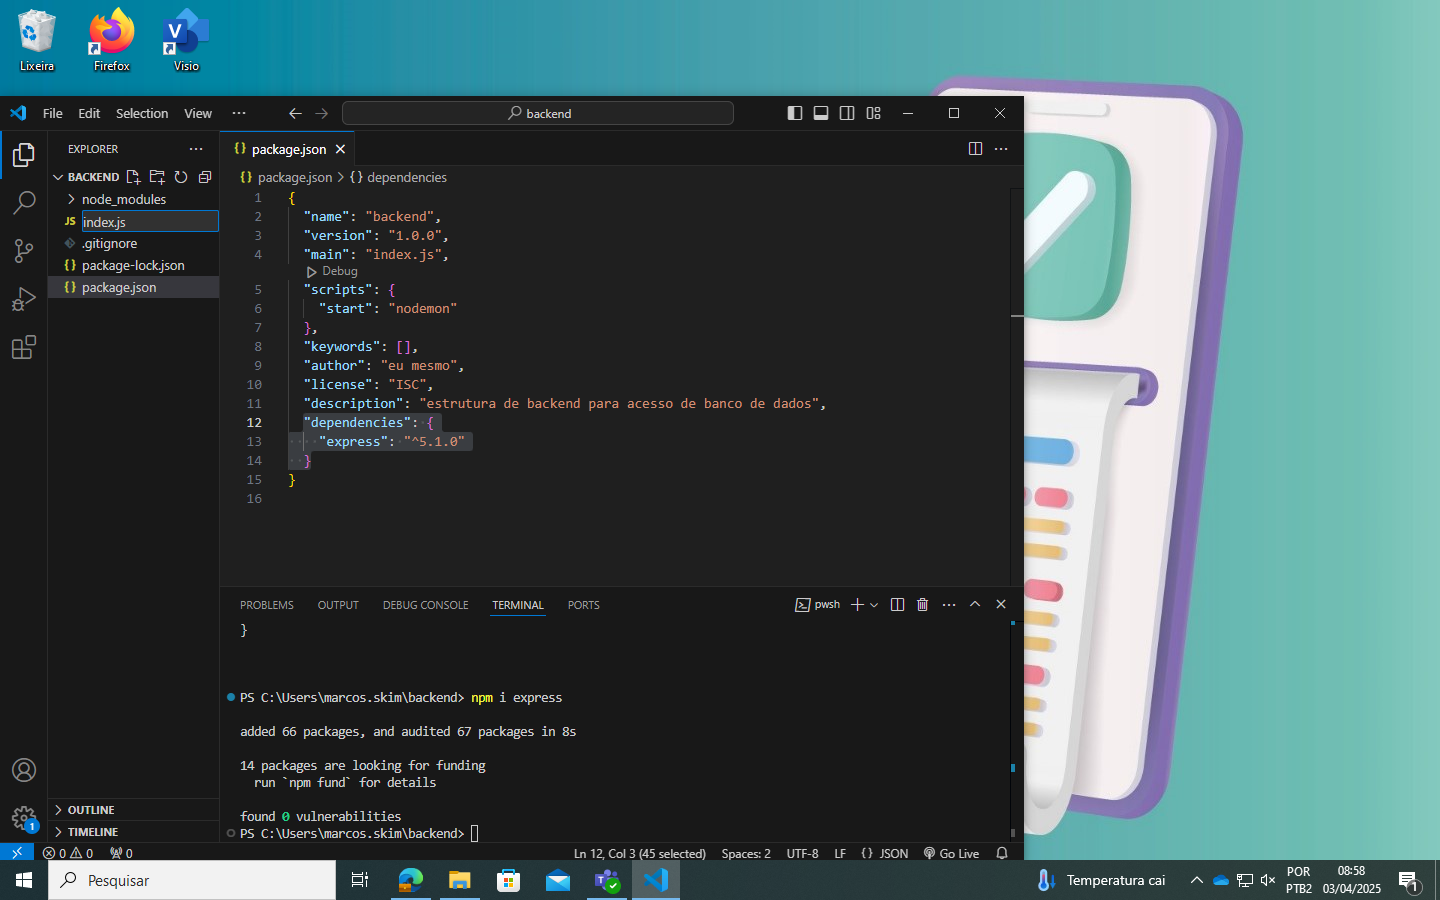 Lixeira
Firefox
Visio
File Edit Selection View ···
backend
EXPLORER
BACKEND
node_modules
JS index.js
.gitignore
{} package-lock.json
{} package.json
OUTLINE
TIMELINE
{} package.json
{} package.json > {} dependencies
1 {
2 "name": "backend",
3 "version": "1.0.0",
4 "main": "index.js",
Debug
5 "scripts": {
6 "start": "nodemon"
7 },
8 "keywords": [],
9 "author": "eu mesmo",
10 "license": "ISC",
11 "description": "estrutura de backend para acesso de banco de dados",
12 "dependencies": {
13 "express": "^5.1.0"
14 }
15 }
16
PROBLEMS OUTPUT DEBUG CONSOLE TERMINAL PORTS
pwsh
}
PS C:\Users\marcos.skim\backend> npm i express
added 66 packages, and audited 67 packages in 8s
14 packages are looking for funding
run `npm fund` for details
found 0 vulnerabilities
PS C:\Users\marcos.skim\backend>
1
0 0 0 Ln 12, Col 3 (45 selected) Spaces: 2 UTF-8 LF {} JSON Go Live
Pesquisar
Temperatura cai
POR
PTB2
08:58
03/04/2025
1